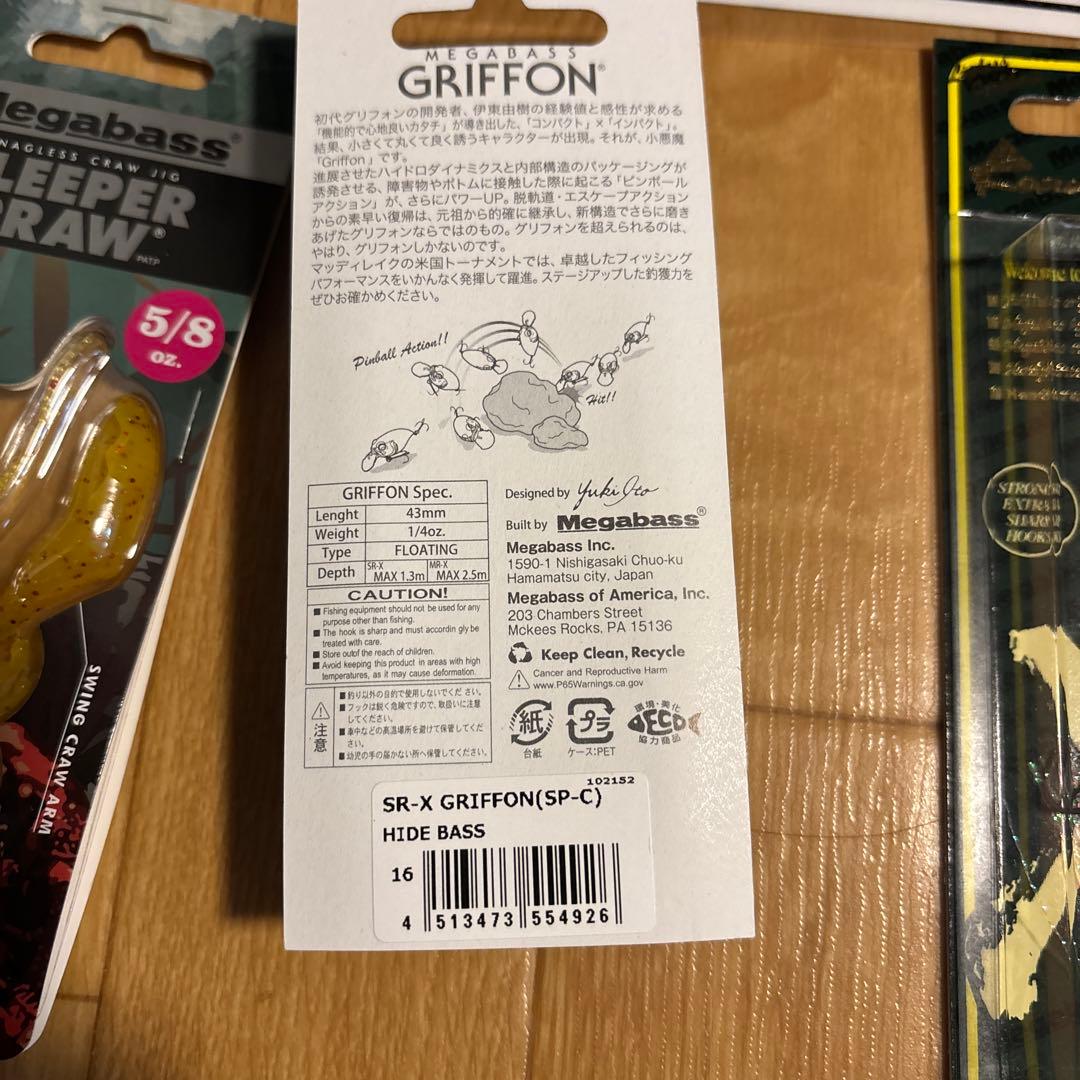 Megabass®
SNAGLESS CRAW JIG
SLEEPER
CRAW®
PATP
5/8
oz.
SWING CRAW ARM
MEGABASS
GRIFFON®
初代グリフォンの開発者、伊東由樹の経験値と感性が求める
「機能的で心地良いカタチ」が導き出した、「コンパクト」×「インパクト」。
結果、小さくて丸くて良く誘うキャラクターが出現。それが、小悪魔
「Griffon」です。
進展させたハイドロダイナミクスと内部構造のパッケージングが
誘発させる、障害物やボトムに接触した際に起こる「ピンボール
アクション」が、さらにパワーUP。脱軌道・エスケープアクション
からの素早い復帰は、元祖から的確に継承し、新構造でさらに磨き
あげたグリフォンならではのもの。グリフォンを超えられるのは、
やはり、グリフォンしかないのです。
マッディレイクの米国トーナメントでは、卓越したフィッシング
パフォーマンスをいかんなく発揮して躍進。ステージアップした釣獲力を
ぜひお確かめください。
Pinball Action!!
Hit!!
GRIFFON Spec.
Lenght 43mm
Weight 1/4oz.
Type FLOATING
Depth SR-X MAX 1.3m MR-X MAX 2.5m
CAUTION!
■ Fishing equipment should not be used for any
purpose other than fishing.
■ The hook is sharp and must accordin gly be
treated with care.
■ Store outof the reach of children.
■ Avoid keeping this product in areas with high
temperatures, as it may cause deformation.
注意
■釣り以外の目的で使用しないでくだ さい。
■フックは鋭く危険ですので、取扱いに注意
してください。
■車中などの高温場所を避けて保管してくだ
さい。
■幼児の手の届かない所へ保管してください。
Designed by Yuki Ito
Built by Megabass®
Megabass Inc.
1590-1 Nishigasaki Chuo-ku
Hamamatsu city, Japan
Megabass of America, Inc.
203 Chambers Street
Mckees Rocks, PA 15136
Keep Clean, Recycle
Cancer and Reproductive Harm
www.P65Warnings.ca.gov
紙
台紙
プラ
ケース:PET
環境・美化
ECO
協力商品
102152
SR-X GRIFFON(SP-C)
HIDE BASS
16
4 513473 554926
Welcome to
STRONG
EXTRA
SHARP
HOOKS